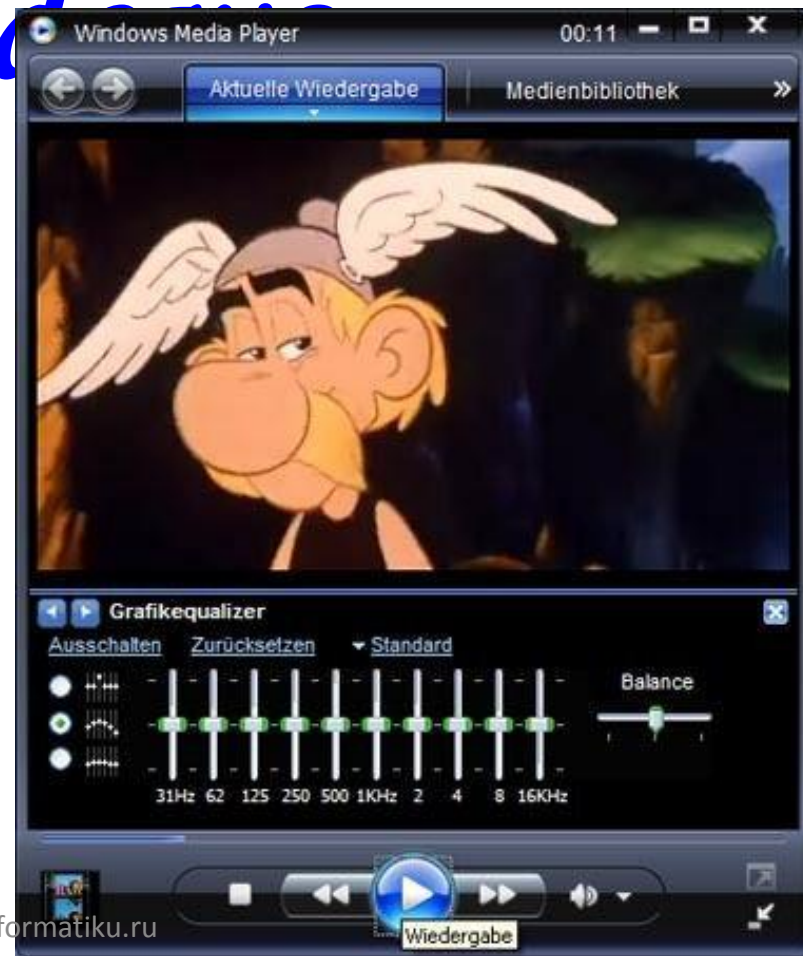 Windows Media Player 00:11
Aktuelle Wiedergabe Medienbibliothek »
Grafikequalizer
Ausschalten Zurücksetzen Standard
Balance
31Hz 62 125 250 500 1KHz 2 4 8 16KHz
formatiku.ru
Wiedergabe